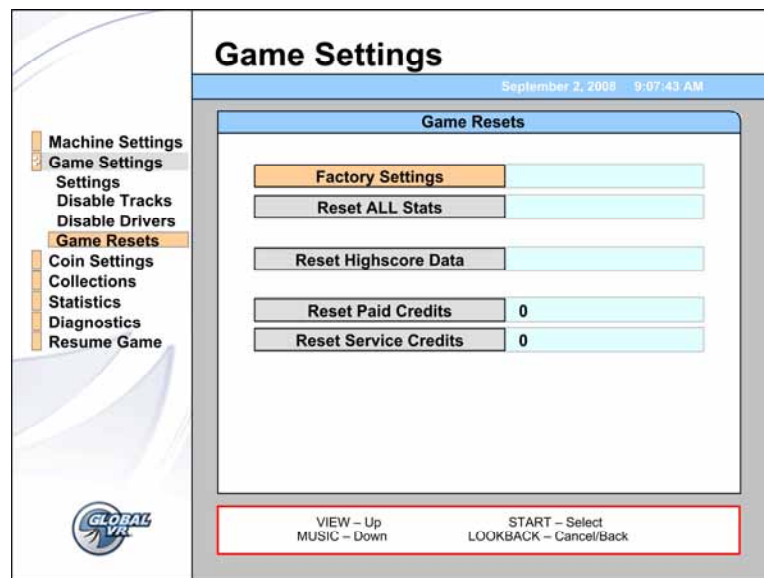 Game Settings
September 2, 2008 9:07:43 AM
Machine Settings
Game Settings
Settings
Disable Tracks
Disable Drivers
Game Resets
Coin Settings
Collections
Statistics
Diagnostics
Resume Game
Game Resets
Factory Settings
Reset ALL Stats
Reset Highscore Data
Reset Paid Credits 0
Reset Service Credits 0
GLOBAL
VR
VIEW – Up START – Select
MUSIC – Down LOOKBACK – Cancel/Back